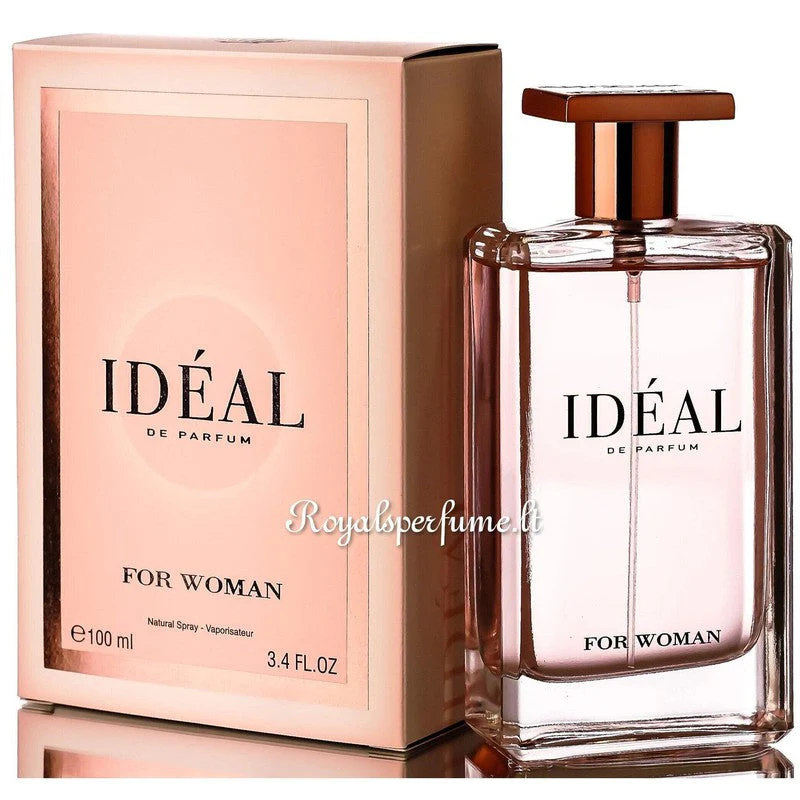 IDÉAL
DE PARFUM
FOR WOMAN
Natural Spray - Vaporisateur
℮100 ml
3.4 FL.OZ
Royalsperfume.lt
IDÉAL
DE PARFUM
FOR WOMAN